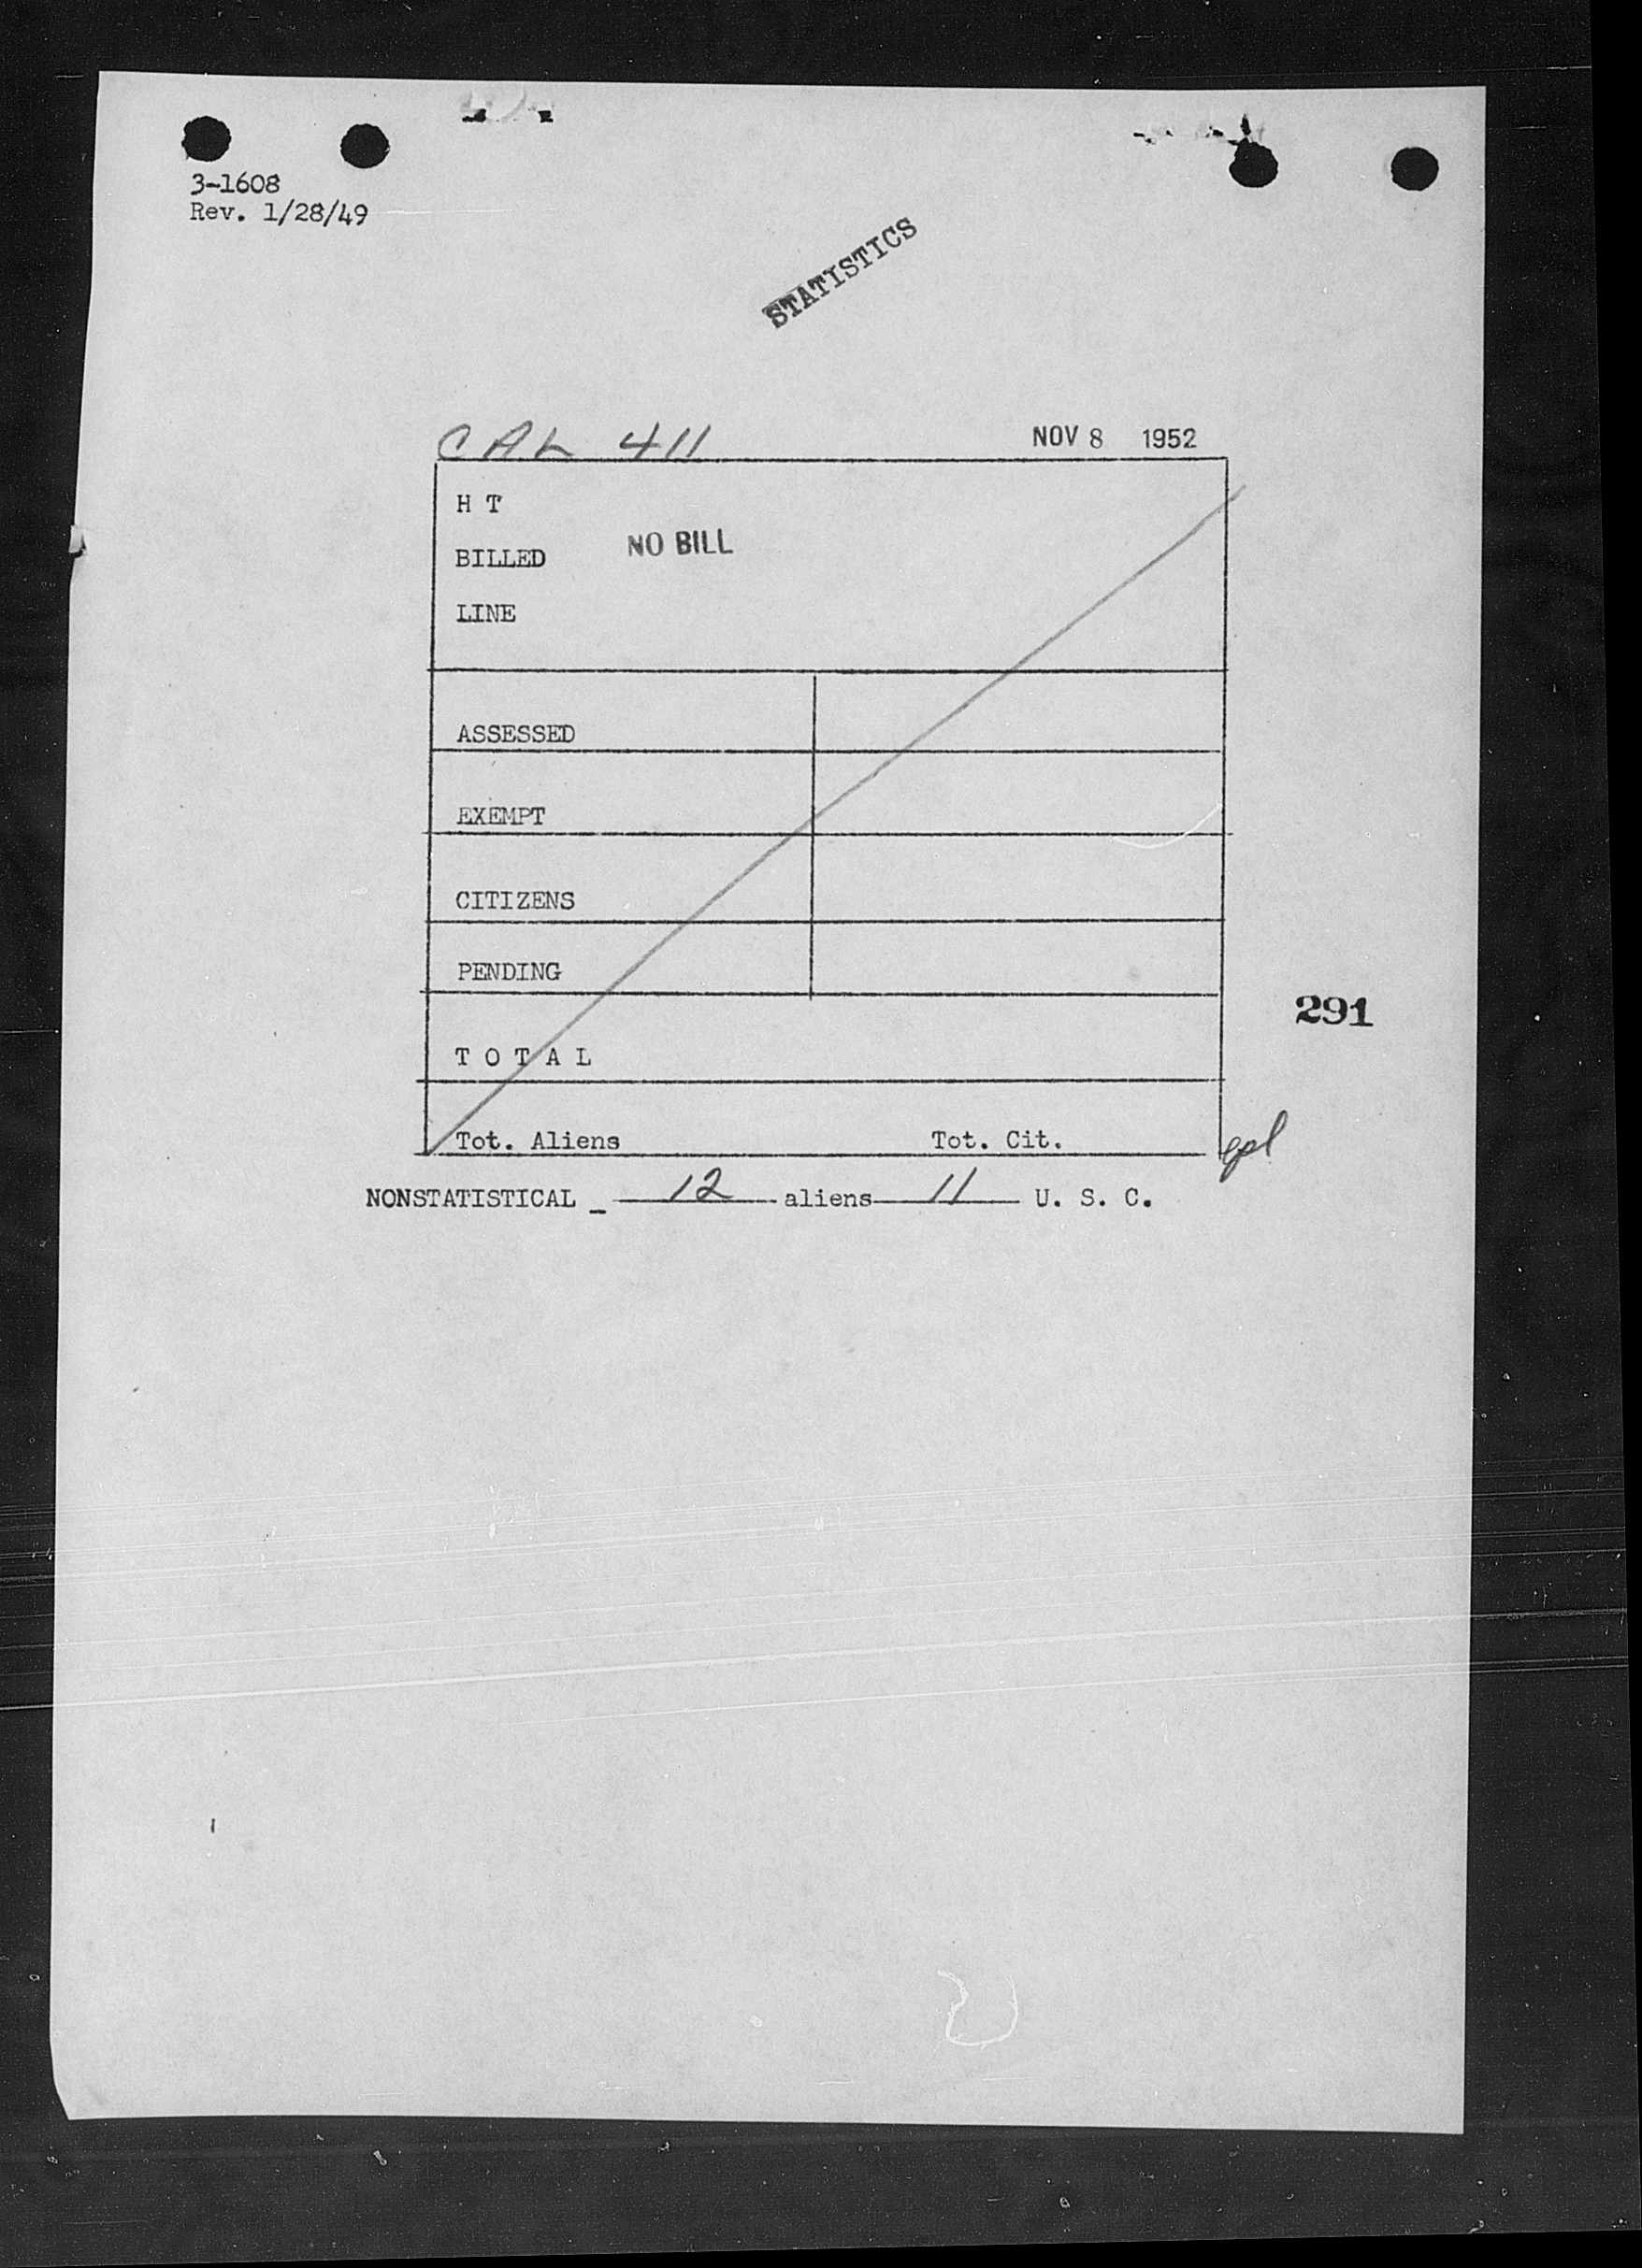 3-1608
Rev. 1/28/49
STATISTICS
CAL 411 NOV 8 1952
H T
BILLED NO BILL
LINE
ASSESSED
EXEMPT
CITIZENS
PENDING
291
T O T A L
Tot. Aliens Tot. Cit.
NONSTATISTICAL _ 12 aliens 11 U. S. C.